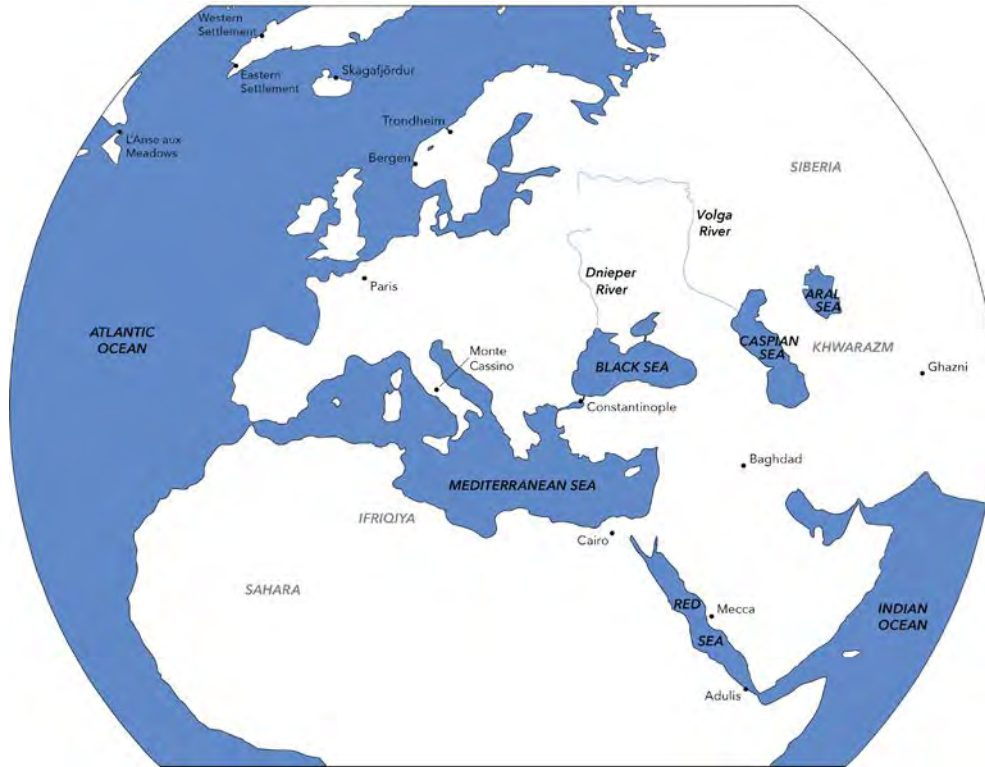 Western
Settlement
Eastern
Settlement
Skagafjördur
L'Anse aux
Meadows
Trondheim
Bergen
SIBERIA
Volga
River
Dnieper
River
Paris
ARAL
SEA
ATLANTIC
OCEAN
Monte
Cassino
BLACK SEA
CASPIAN
SEA
KHWARAZM
Ghazni
Constantinople
Baghdad
MEDITERRANEAN SEA
IFRIQIYA
Cairo
SAHARA
RED
SEA
Mecca
INDIAN
OCEAN
Adulis